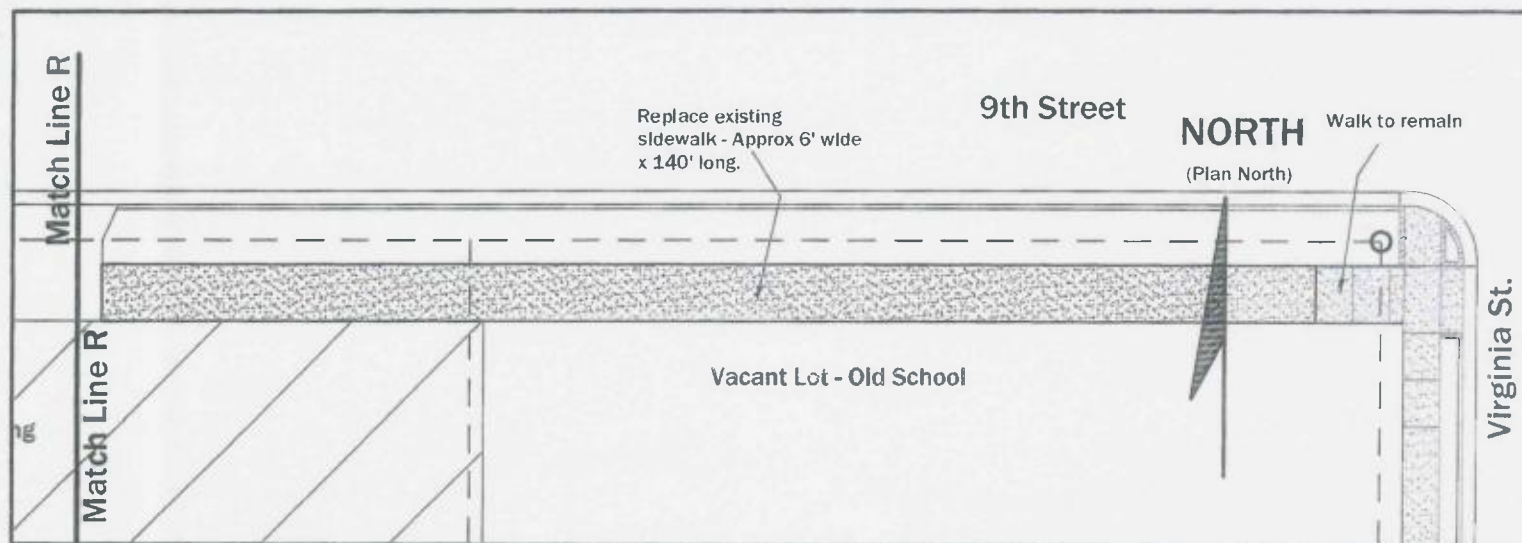 Match Line R
Replace existing
sidewalk - Approx 6' wide
x 140' long.
9th Street
NORTH
(Plan North)
Walk to remain
Match Line R
Vacant Lot - Old School
Virginia St.